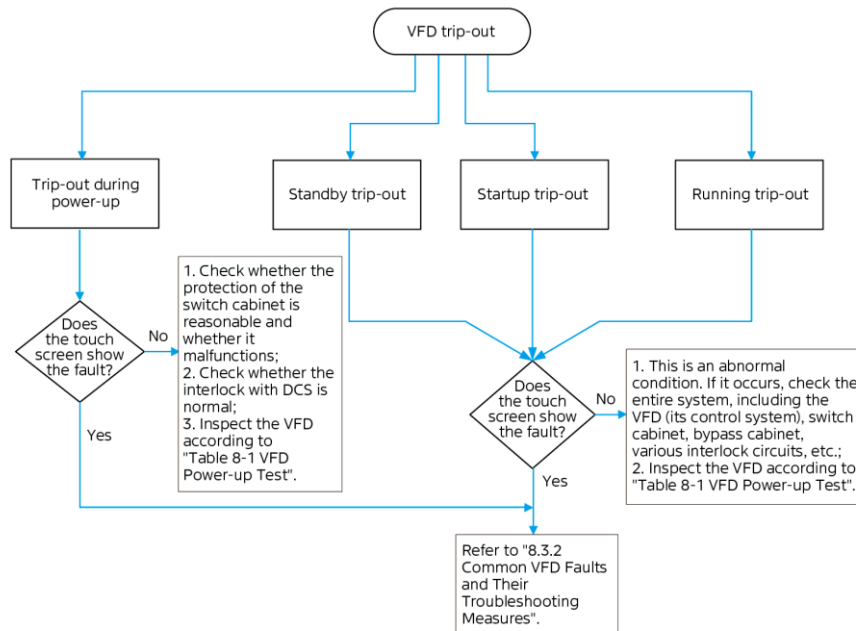 VFD trip-out
Trip-out during
power-up
Standby trip-out
Startup trip-out
Running trip-out
Does
the touch
screen show
the fault?
No
Yes
1. Check whether the
protection of the
switch cabinet is
reasonable and
whether it
malfunctions;
2. Check whether the
interlock with DCS is
normal;
3. Inspect the VFD
according to
"Table 8-1 VFD
Power-up Test".
Does
the touch
screen show
the fault?
No
Yes
1. This is an abnormal
condition. If it occurs, check the
entire system, including the
VFD (its control system), switch
cabinet, bypass cabinet,
various interlock circuits, etc.;
2. Inspect the VFD according to
"Table 8-1 VFD Power-up Test".
Refer to "8.3.2
Common VFD Faults
and Their
Troubleshooting
Measures".